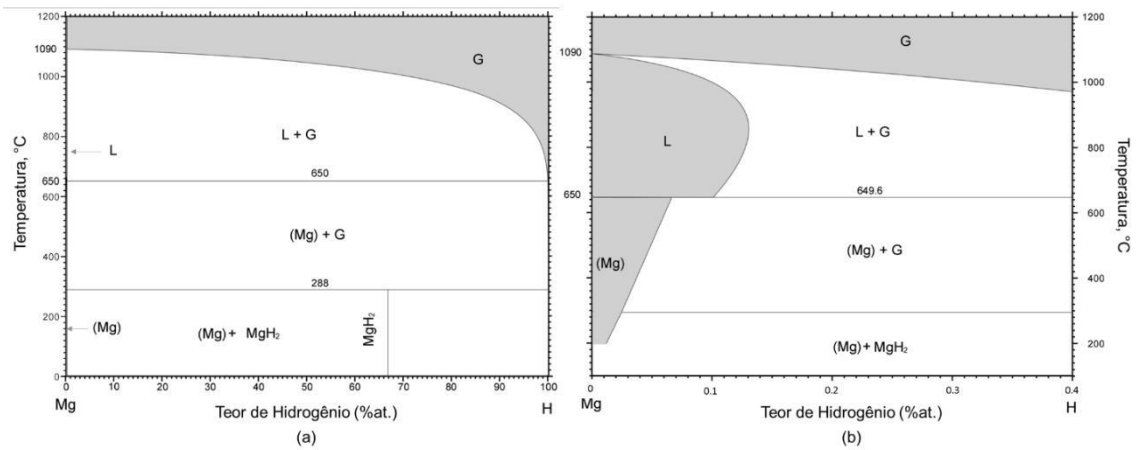 1200
1090
1000
800
650
600
400
200
0
Temperatura, °C
G
L + G
L
650
(Mg) + G
288
(Mg)
(Mg) + MgH₂
MgH₂
0 10 20 30 40 50 60 70 80 90 100
Mg
Teor de Hidrogênio (%at.)
H
(a)
1090
650
G
L + G
L
649.6
(Mg)
(Mg) + G
(Mg) + MgH₂
1200
1000
800
600
400
200
Temperatura, °C
0 0.1 0.2 0.3 0.4
Mg
Teor de Hidrogênio (%at.)
H
(b)